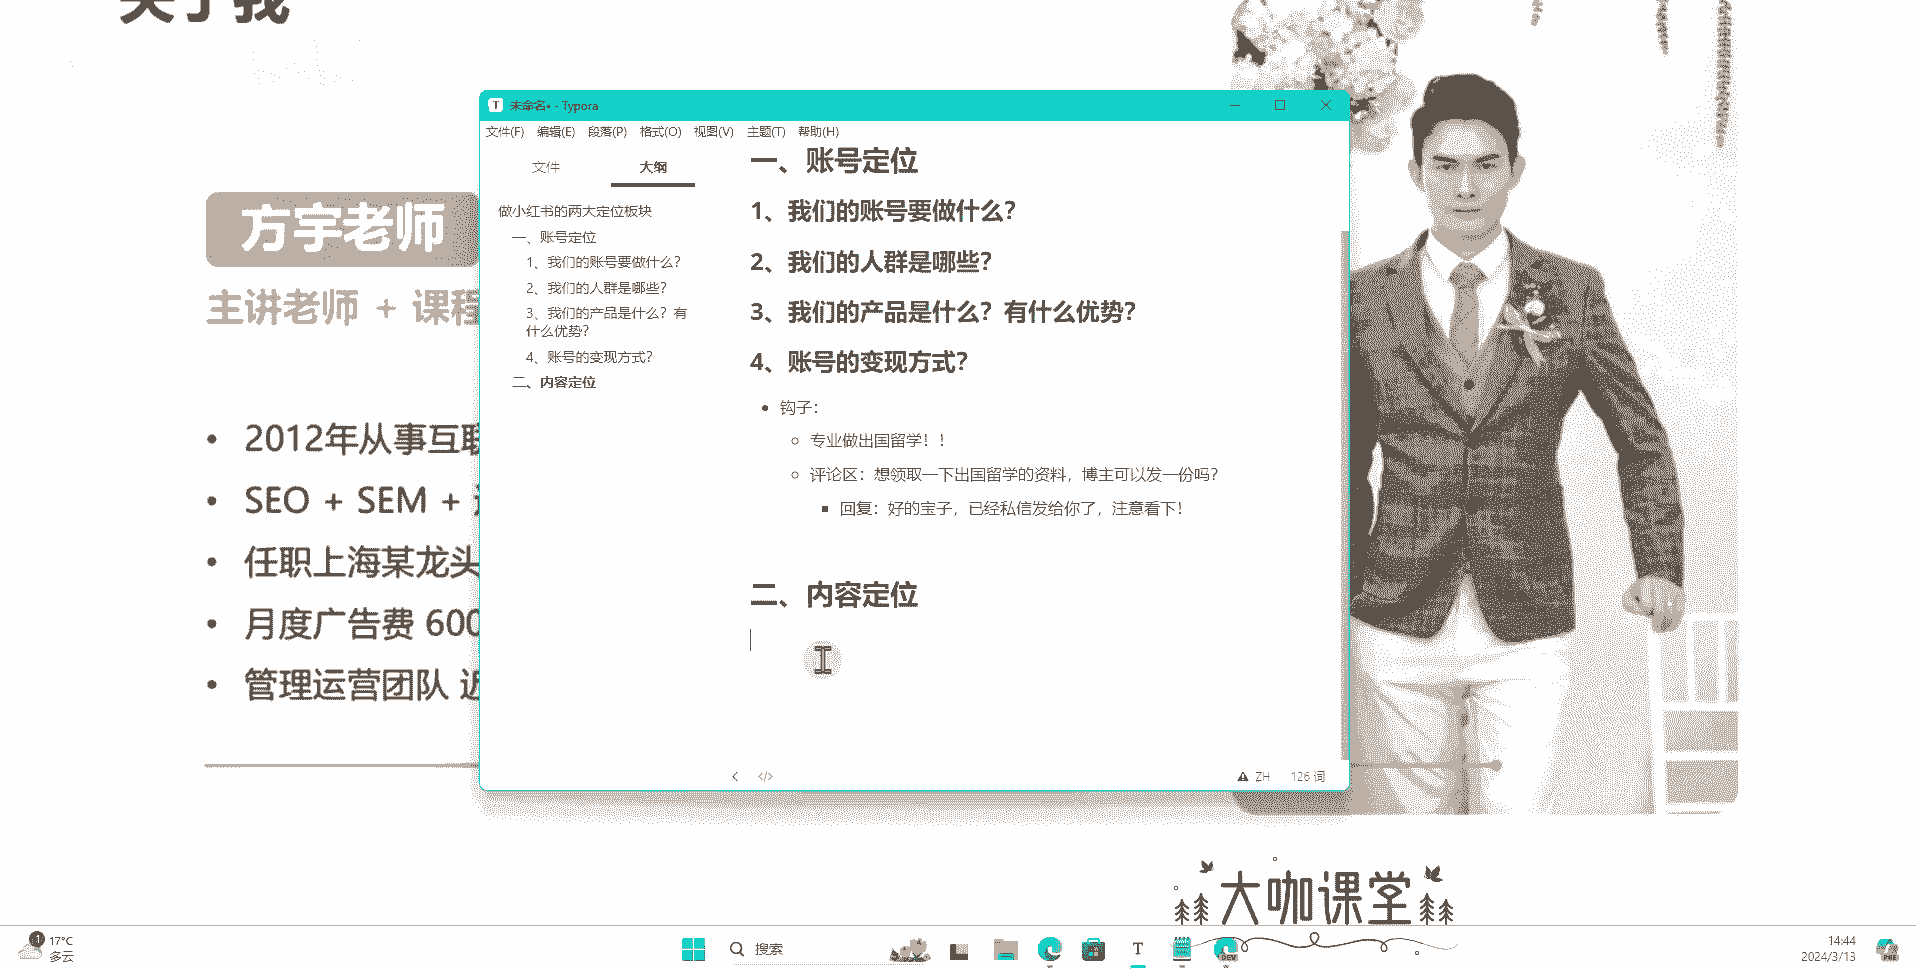 关于我
方宇老师
主讲老师 + 课程
2012年从事互联
SEO + SEM +
任职上海某龙头
月度广告费 600
管理运营团队 近
未命名• - Typora
文件(F) 编辑(E) 段落(P) 格式(O) 视图(V) 主题(T) 帮助(H)
文件 大纲
做小红书的两大定位板块
一、账号定位
1、我们的账号要做什么?
2、我们的人群是哪些?
3、我们的产品是什么? 有
什么优势?
4、账号的变现方式?
二、内容定位
一、账号定位
1、我们的账号要做什么?
2、我们的人群是哪些?
3、我们的产品是什么? 有什么优势?
4、账号的变现方式?
钩子:
专业做出国留学! !
评论区: 想领取一下出国留学的资料, 博主可以发一份吗?
回复: 好的宝子, 已经私信发给你了, 注意看下!
二、内容定位
ZH 126 词
大咖课堂
1
17°C
多云
搜索
T
DEV
14:44
2024/3/13
PRE